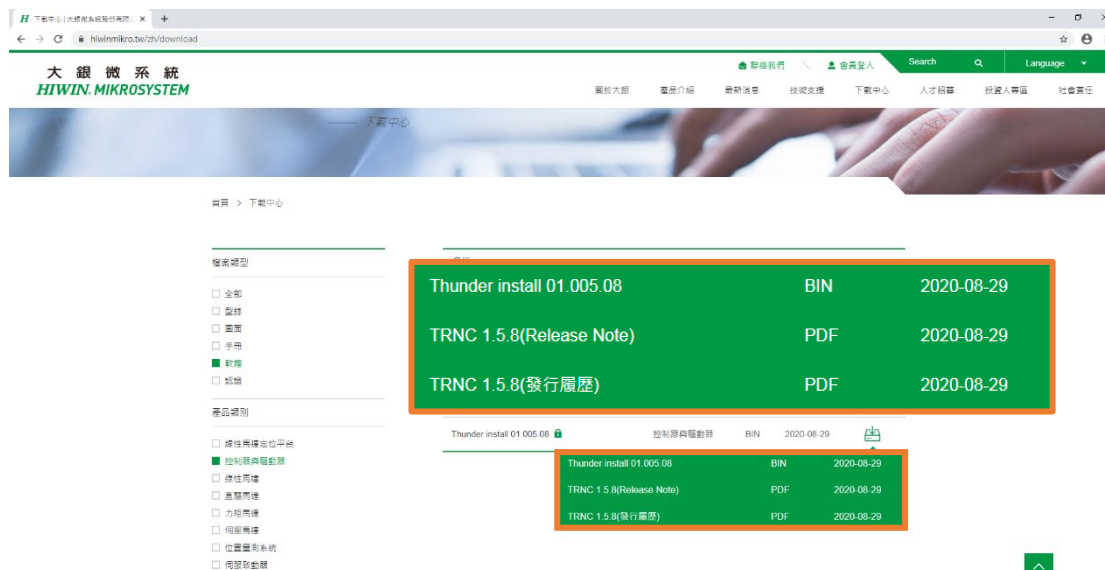 下載中心|大銀微系統股份有限公
hiwinmikro.tw/zh/download
聯絡我們
會員登入
Search
Language
大銀微系統
HIWIN. MIKROSYSTEM
關於大銀 產品介紹 最新消息 技術支援 下載中心 人才招募 投資人專區 社會責任
下載中心
首頁 > 下載中心
檔案類型
全部
型錄
圖面
手冊
軟體
認證
產品類別
線性馬達定位平台
控制器與驅動器
線性馬達
直驅馬達
力矩馬達
伺服馬達
位置量測系統
伺服致動器
Thunder install 01.005.08 BIN 2020-08-29
TRNC 1.5.8(Release Note) PDF 2020-08-29
TRNC 1.5.8(發行履歷) PDF 2020-08-29
Thunder install 01.005.08 控制器與驅動器 BIN 2020-08-29
Thunder install 01.005.08 BIN 2020-08-29
TRNC 1.5.8(Release Note) PDF 2020-08-29
TRNC 1.5.8(發行履歷) PDF 2020-08-29